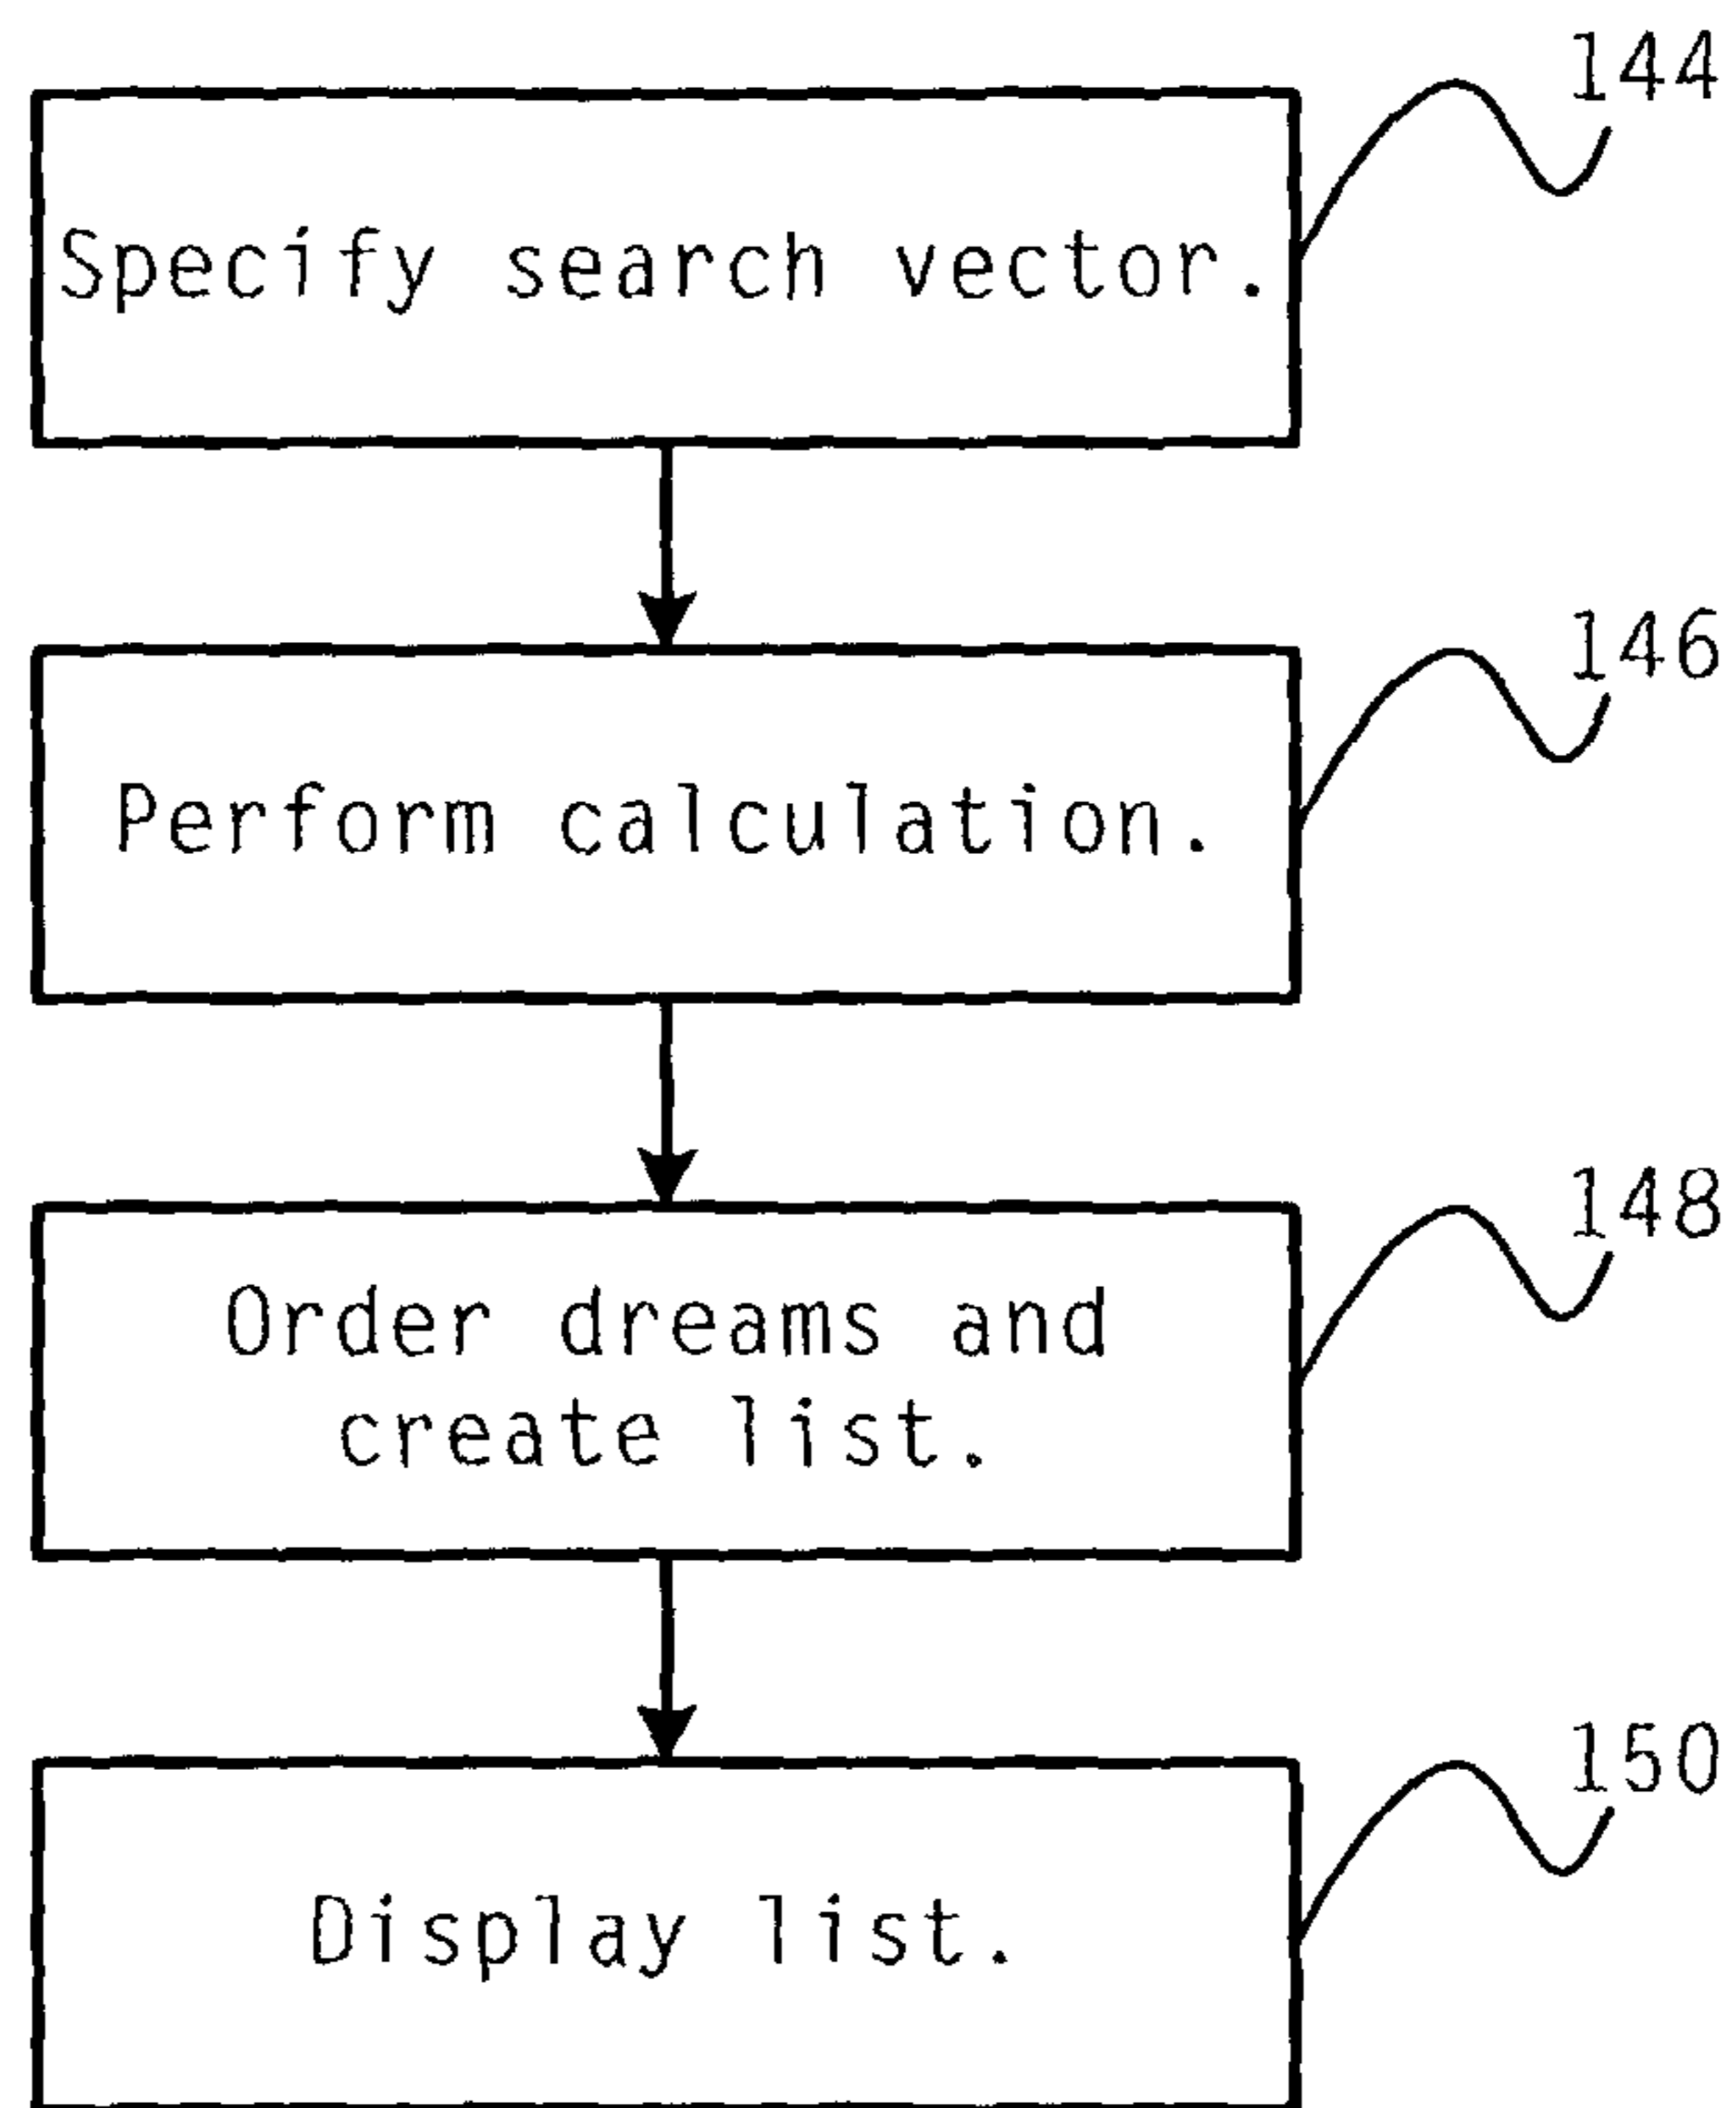 144
Specify search vector.
146
Perform calculation.
148
Order dreams and
create list.
150
Display list.